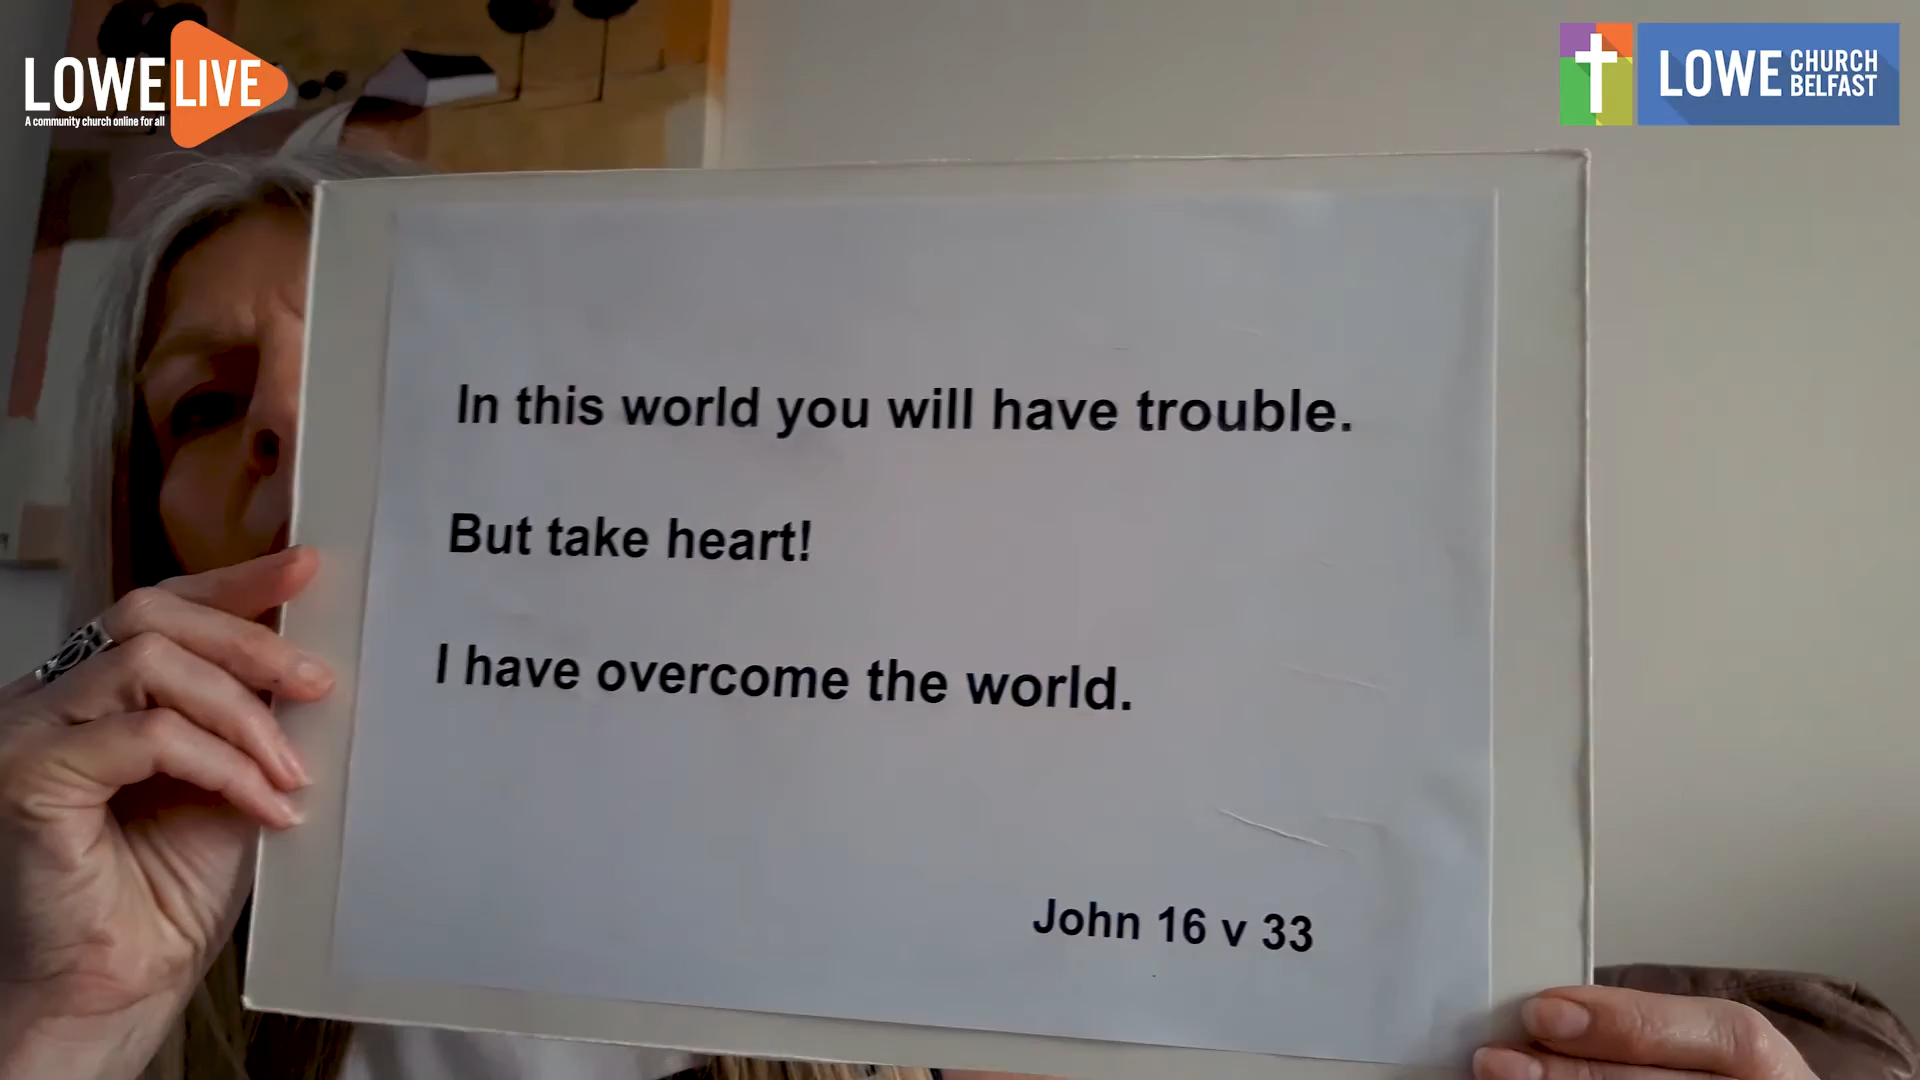 LOWE LIVE
A community church online for all
LOWE CHURCH BELFAST
In this world you will have trouble.
But take heart!
I have overcome the world.
John 16 v 33